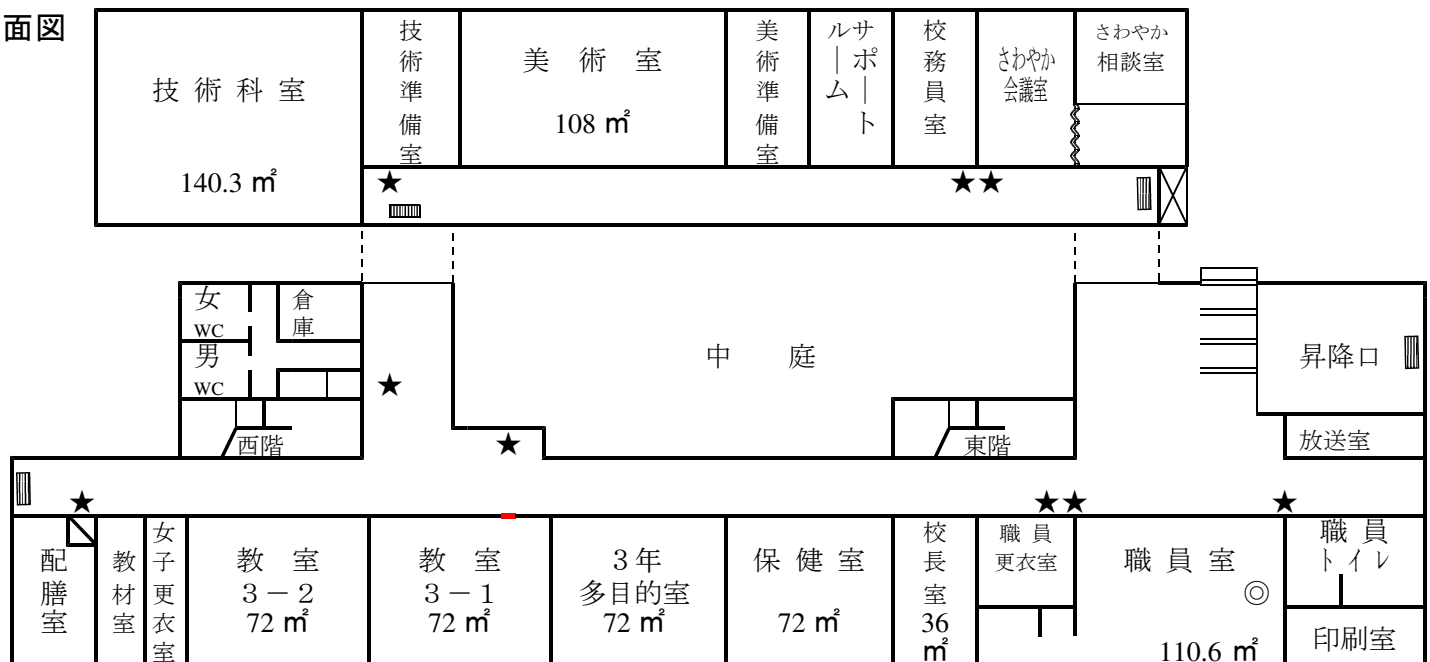 面図
技術科室
140.3 ㎡
技術準備室
美術室
108 ㎡
美術準備室
サポートルーム
校務員室
さわやか
会議室
さわやか
相談室
★
★★
女
WC
男
WC
倉庫
★
西階
★
中庭
東階
昇降口
放送室
★
★★
★
配膳室
教材室
女子更衣室
教室
3－2
72 ㎡
教室
3－1
72 ㎡
3年
多目的室
72 ㎡
保健室
72 ㎡
校長室
36
㎡
職員
更衣室
職員室
◎
110.6 ㎡
職員
トイレ
印刷室